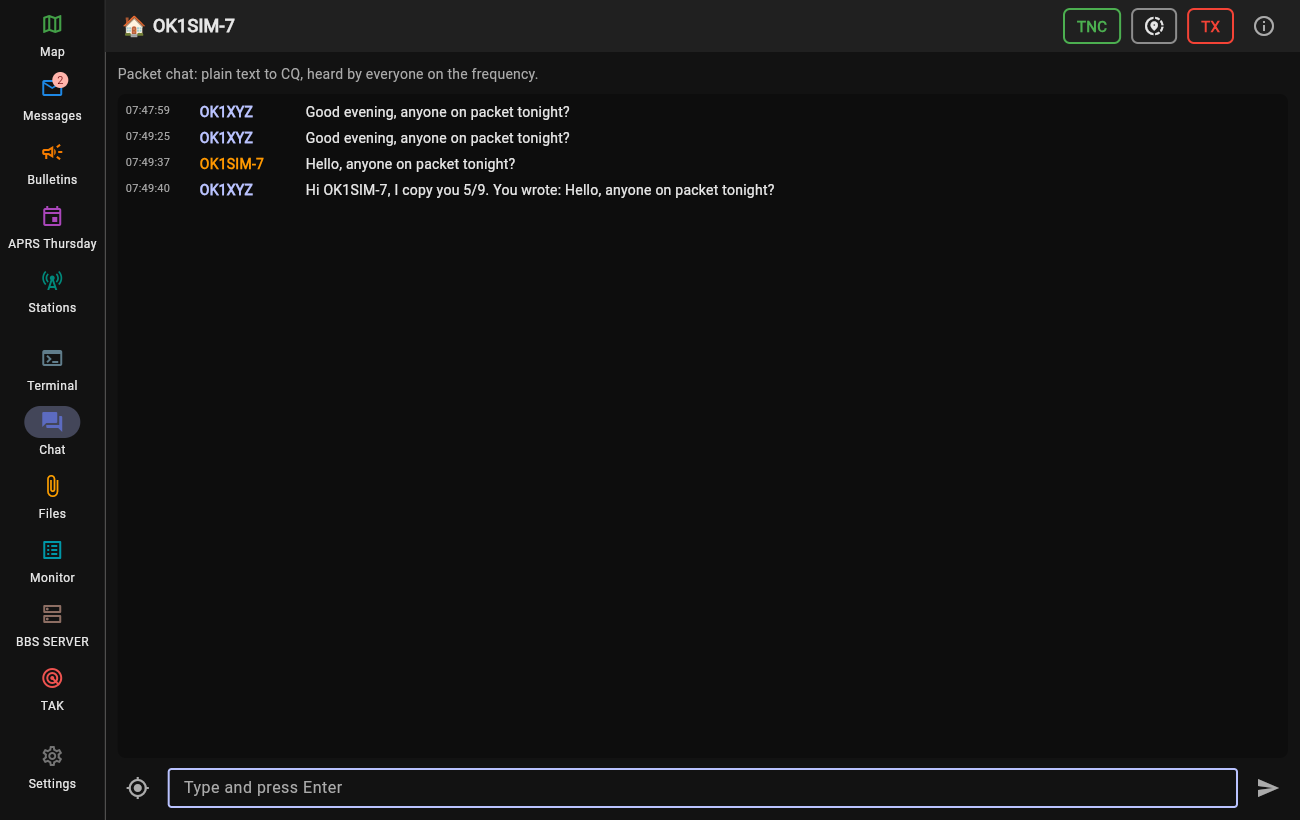 Map
2
Messages
Bulletins
APRS Thursday
Stations
Terminal
Chat
Files
Monitor
BBS SERVER
TAK
Settings
OK1SIM-7
TNC
TX
Packet chat: plain text to CQ, heard by everyone on the frequency.
07:47:59 OK1XYZ Good evening, anyone on packet tonight?
07:49:25 OK1XYZ Good evening, anyone on packet tonight?
07:49:37 OK1SIM-7 Hello, anyone on packet tonight?
07:49:40 OK1XYZ Hi OK1SIM-7, I copy you 5/9. You wrote: Hello, anyone on packet tonight?
Type and press Enter